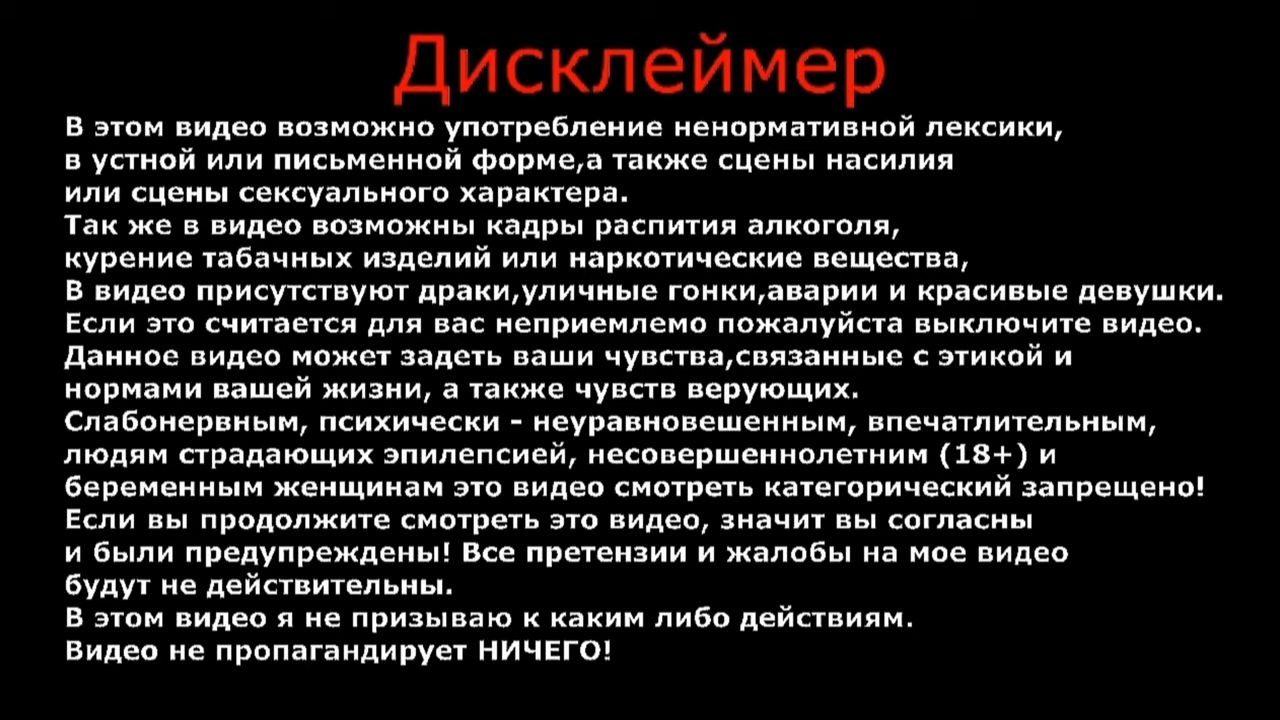 Дисклеймер
В этом видео возможно употребление ненормативной лексики,
в устной или письменной форме,а также сцены насилия
или сцены сексуального характера.
Так же в видео возможны кадры распития алкоголя,
курение табачных изделий или наркотические вещества,
В видео присутствуют драки,уличные гонки,аварии и красивые девушки.
Если это считается для вас неприемлемо пожалуйста выключите видео.
Данное видео может задеть ваши чувства,связанные с этикой и
нормами вашей жизни, а также чувств верующих.
Слабонервным, психически - неуравновешенным, впечатлительным,
людям страдающих эпилепсией, несовершеннолетним (18+) и
беременным женщинам это видео смотреть категорический запрещено!
Если вы продолжите смотреть это видео, значит вы согласны
и были предупреждены! Все претензии и жалобы на мое видео
будут не действительны.
В этом видео я не призываю к каким либо действиям.
Видео не пропагандирует НИЧЕГО!